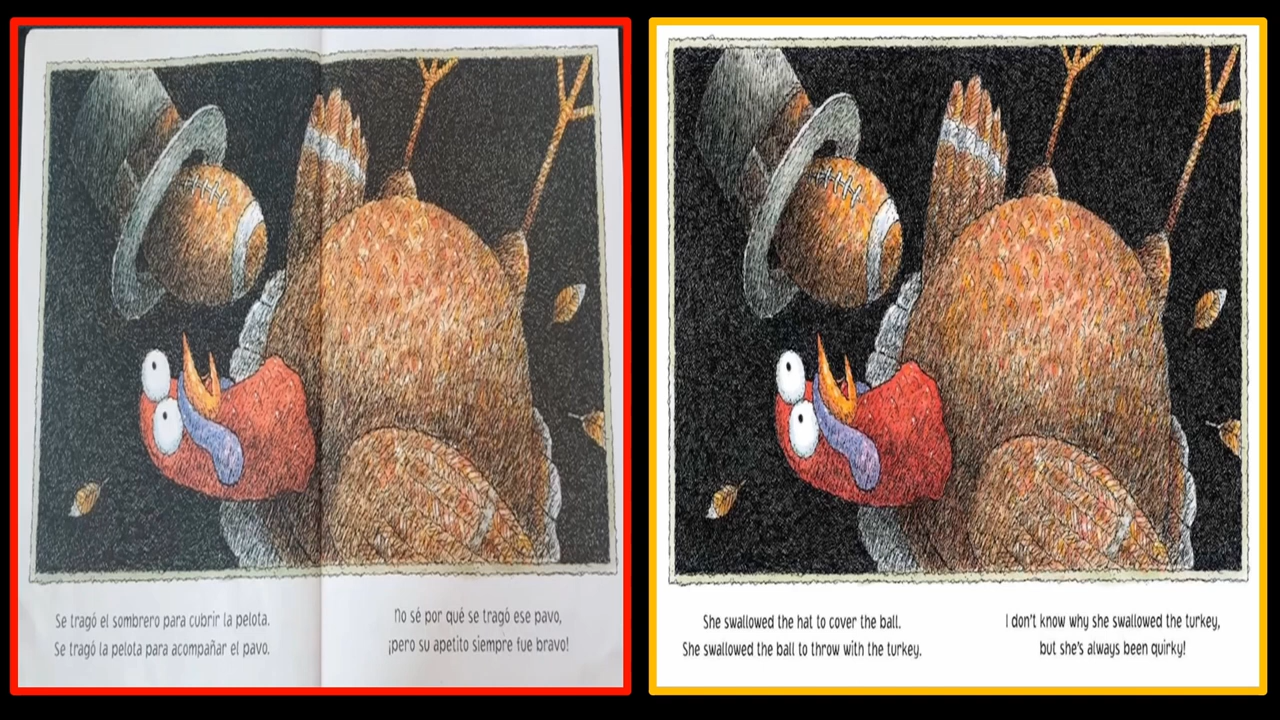 Se tragó el sombrero para cubrir la pelota.
Se tragó la pelota para acompañar el pavo.
No sé por qué se tragó ese pavo,
¡pero su apetito siempre fue bravo!
She swallowed the hat to cover the ball.
She swallowed the ball to throw with the turkey.
I don't know why she swallowed the turkey,
but she's always been quirky!